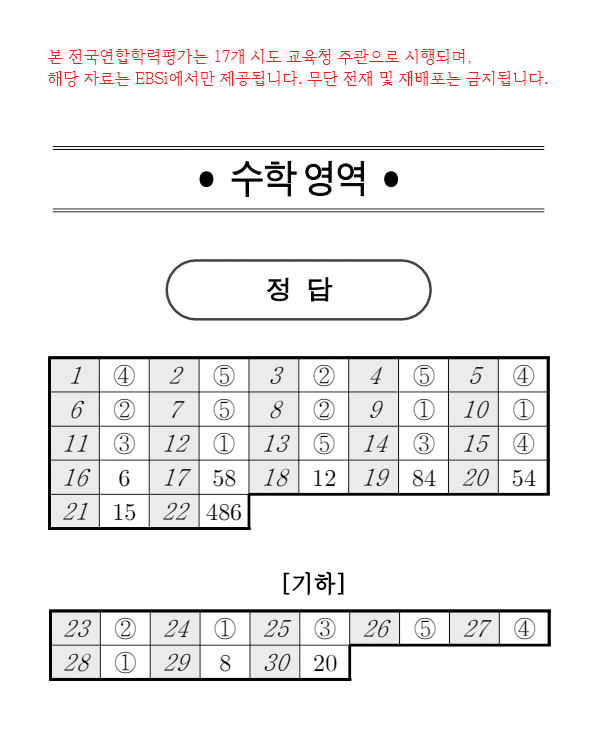 본 전국연합학력평가는 17개 시도 교육청 주관으로 시행되며,
해당 자료는 EBSi에서만 제공됩니다. 무단 전재 및 재배포는 금지됩니다.
● 수학 영역 ●
정 답
1 ④ 2 ⑤ 3 ② 4 ⑤ 5 ④
6 ② 7 ⑤ 8 ② 9 ① 10 ①
11 ③ 12 ① 13 ⑤ 14 ③ 15 ④
16 6 17 58 18 12 19 84 20 54
21 15 22 486
[기하]
23 ② 24 ① 25 ③ 26 ⑤ 27 ④
28 ① 29 8 30 20